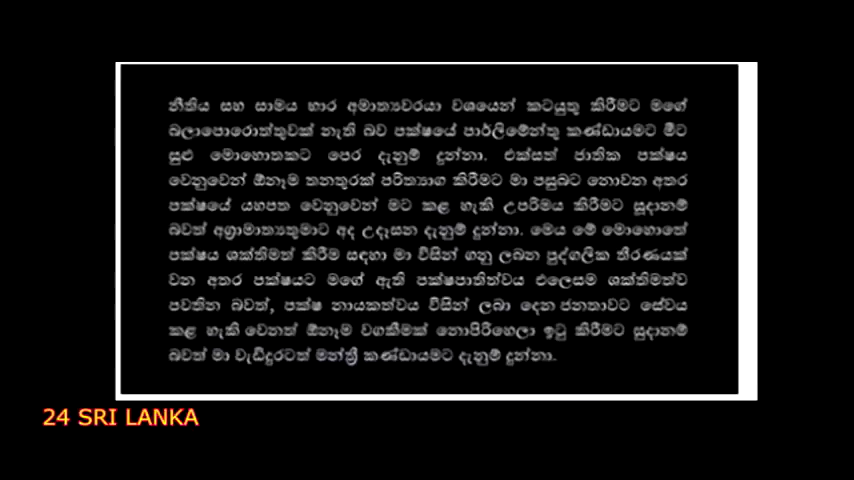 නීතිය සහ සාමය භාර අමාත්‍යවරයා වශයෙන් කටයුතු කිරීමට මගේ
බලාපොරොත්තුවක් නැති බව පක්ෂයේ පාර්ලිමේන්තු කණ්ඩායමට මීට
සුළු මොහොතකට පෙර දැනුම් දුන්නා. එක්සත් ජාතික පක්ෂය
වෙනුවෙන් ඕනෑම තනතුරක් පරිත්‍යාග කිරීමට මා පසුබට නොවන අතර
පක්ෂයේ යහපත වෙනුවෙන් මට කළ හැකි උපරිමය කිරීමට සූදානම්
බවත් අග්‍රාමාත්‍යතුමාට අද උදෑසන දැනුම් දුන්නා. මෙය මේ මොහොතේ
පක්ෂය ශක්තිමත් කිරීම සඳහා මා විසින් ගනු ලබන පුද්ගලික තීරණයක්
වන අතර පක්ෂයට මගේ ඇති පක්ෂපාතිත්වය එලෙසම ශක්තිමත්ව
පවතින බවත්, පක්ෂ නායකත්වය විසින් ලබා දෙන ජනතාවට සේවය
කළ හැකි වෙනත් ඕනෑම වගකීමක් නොපිරිහෙලා ඉටු කිරීමට සුදානම්
බවත් මා වැඩිදුරටත් මන්ත්‍රී කණ්ඩායමට දැනුම් දුන්නා.
24 SRI LANKA